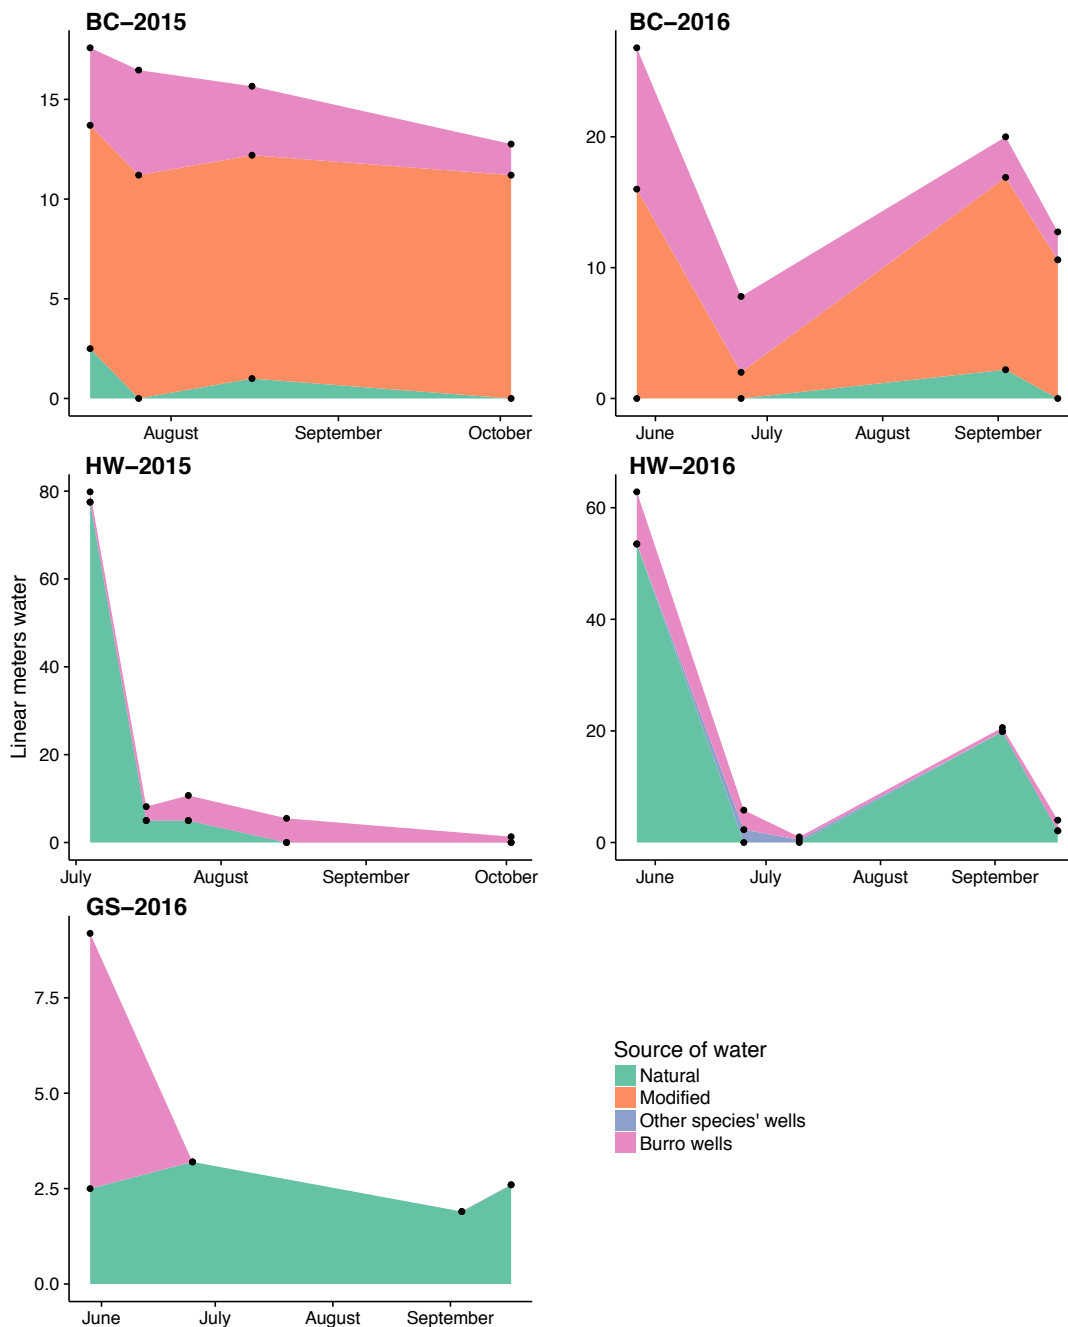 BC–2015
15
10
5
0
August September October
BC–2016
20
10
0
June July August September
Linear meters water
HW–2015
80
60
40
20
0
July August September October
HW–2016
60
40
20
0
June July August September
GS–2016
7.5
5.0
2.5
0.0
June July August September
Source of water
Natural
Modified
Other species' wells
Burro wells